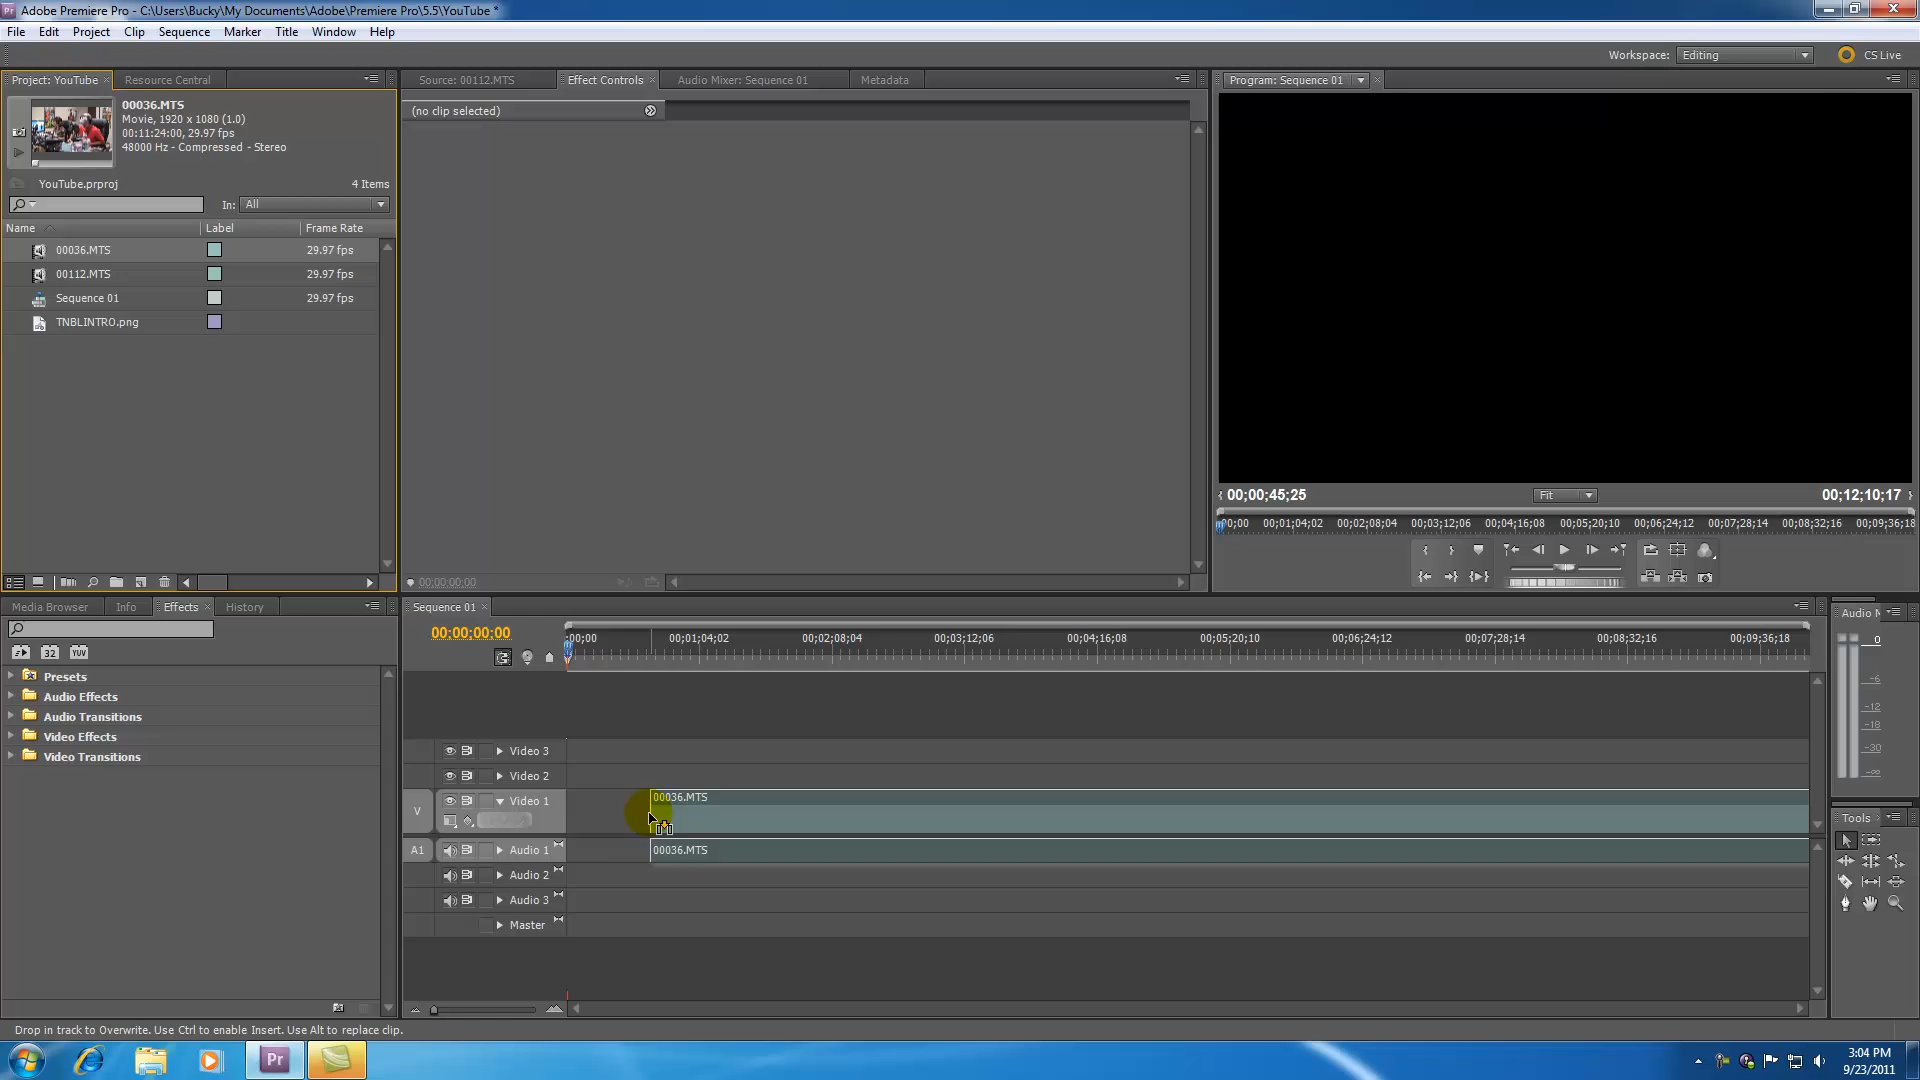 Adobe Premiere Pro - C:\Users\Bucky\My Documents\Adobe\Premiere Pro\5.5\YouTube *
File Edit Project Clip Sequence Marker Title Window Help
Workspace: Editing CS Live
Project: YouTube Resource Central
Source: 00112.MTS Effect Controls Audio Mixer: Sequence 01 Metadata
Program: Sequence 01
00036.MTS
Movie, 1920 x 1080 (1.0)
00:11:24:00, 29.97 fps
48000 Hz - Compressed - Stereo
(no clip selected)
YouTube.prproj 4 Items
In: All
Name Label Frame Rate
00036.MTS 29.97 fps
00112.MTS 29.97 fps
Sequence 01 29.97 fps
TNBLINTRO.png
00;00;45;25 Fit 00;12;10;17
00;00 00;01;04;02 00;02;08;04 00;03;12;06 00;04;16;08 00;05;20;10 00;06;24;12 00;07;28;14 00;08;32;16 00;09;36;18
00:00:00:00
Media Browser Info Effects History
Presets
Audio Effects
Audio Transitions
Video Effects
Video Transitions
Sequence 01
00:00:00:00
;00;00 00;01;04;02 00;02;08;04 00;03;12;06 00;04;16;08 00;05;20;10 00;06;24;12 00;07;28;14 00;08;32;16 00;09;36;18
Video 3
Video 2
V Video 1 00036.MTS
A1 Audio 1 00036.MTS
Audio 2
Audio 3
Master
Audio M
0
-6
-12
-18
-30
-∞
Tools
Drop in track to Overwrite. Use Ctrl to enable Insert. Use Alt to replace clip.
Pr
3:04 PM
9/23/2011